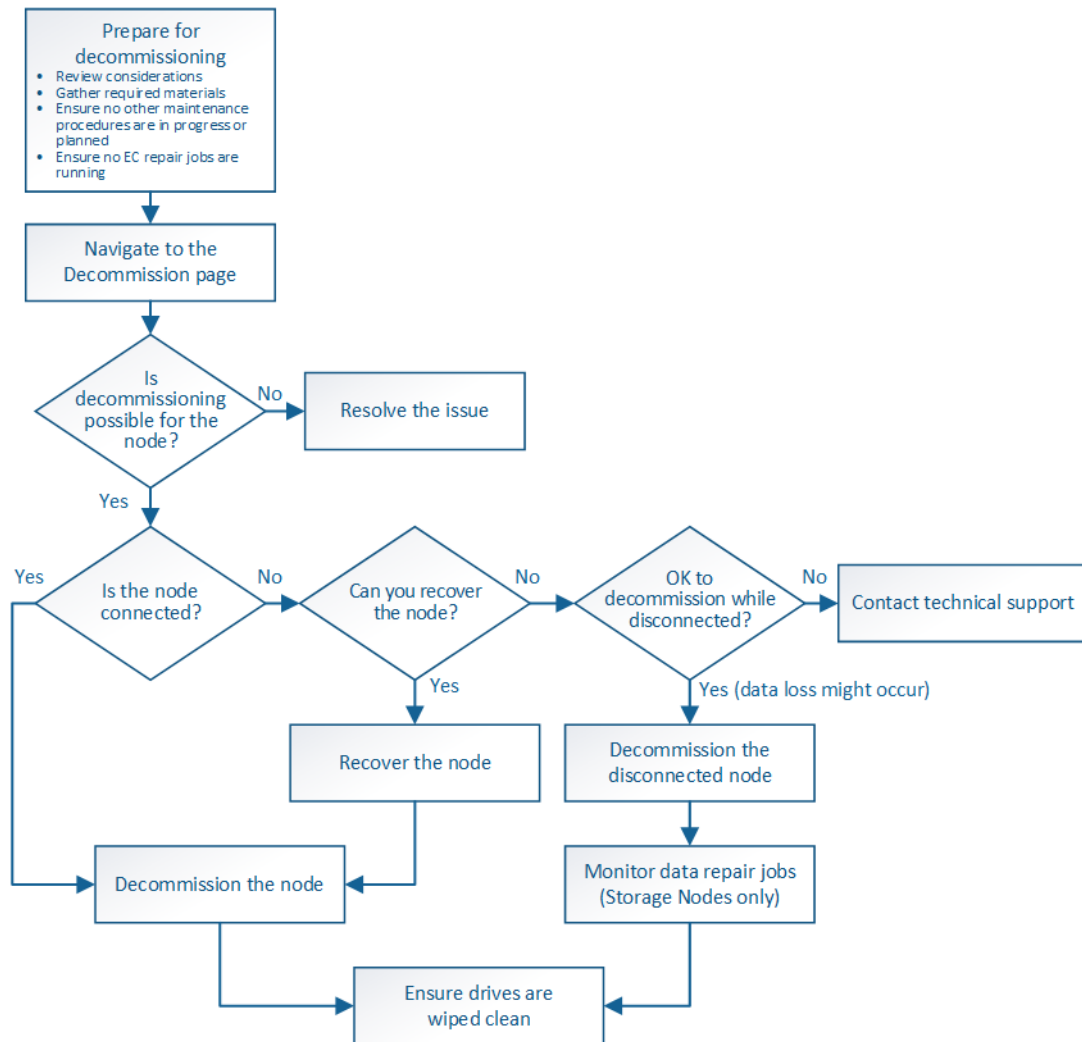 Prepare for
decommissioning
• Review considerations
• Gather required materials
• Ensure no other maintenance
procedures are in progress or
planned
• Ensure no EC repair jobs are
running
Navigate to the
Decommission page
Is
decommissioning
possible for the
node?
No
Resolve the issue
Yes
Yes
Is the node
connected?
No
Can you recover
the node?
No
OK to
decommission while
disconnected?
No
Contact technical support
Yes
Yes (data loss might occur)
Recover the node
Decommission the
disconnected node
Decommission the node
Monitor data repair jobs
(Storage Nodes only)
Ensure drives are
wiped clean